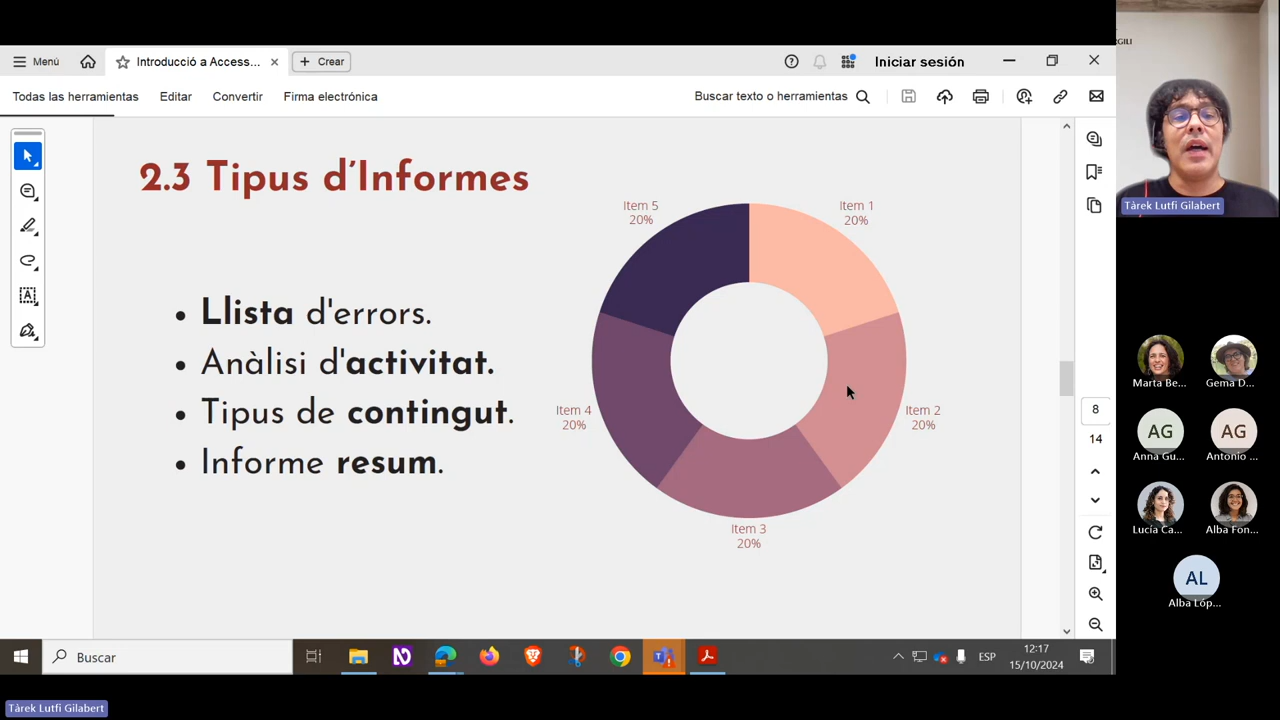 RGILI
Menú
Introducció a Access...
Crear
Iniciar sesión
Todas las herramientas
Editar
Convertir
Firma electrónica
Buscar texto o herramientas
2.3 Tipus d'Informes
Llista d'errors.
Anàlisi d'activitat.
Tipus de contingut.
Informe resum.
Item 5
20%
Item 1
20%
Item 4
20%
Item 2
20%
Item 3
20%
8
14
Tàrek Lutfi Gilabert
Marta Be...
Gema D...
AG
Anna Gu...
AG
Antonio ...
Lucía Ca...
Alba Fon...
AL
Alba Lóp...
Buscar
ESP
12:17
15/10/2024
Tàrek Lutfi Gilabert